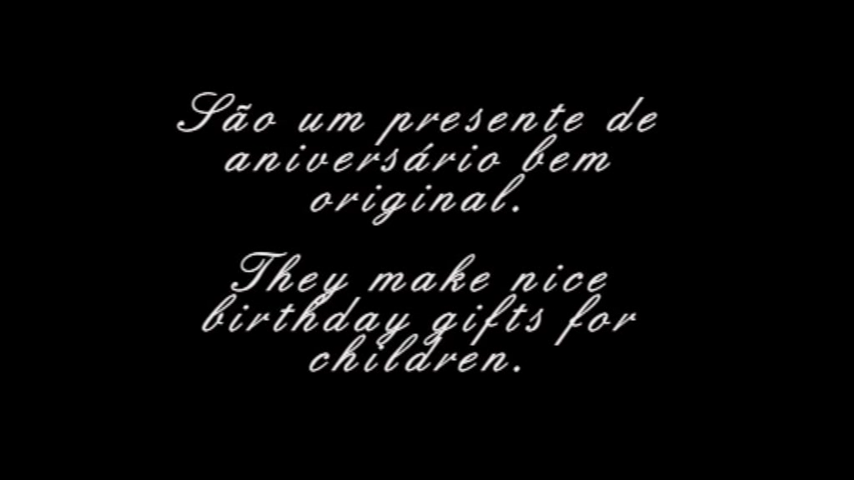 São um presente de
aniversário bem
original.
They make nice
birthday gifts for
children.